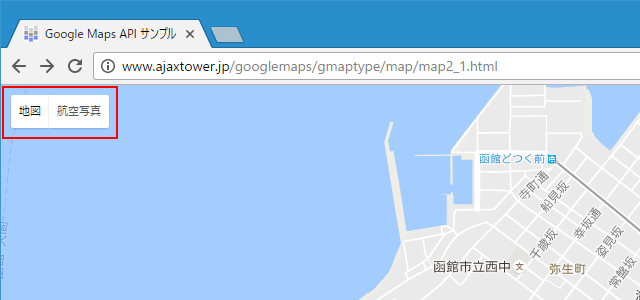 Google Maps API サンプル
www.ajaxtower.jp/googlemaps/gmaptype/map/map2_1.html
地図 航空写真
函館どつく前
寺町通
船見坂
幸坂通
千歳坂
姿見坂
常盤坂
函館市立西中 文
弥生町